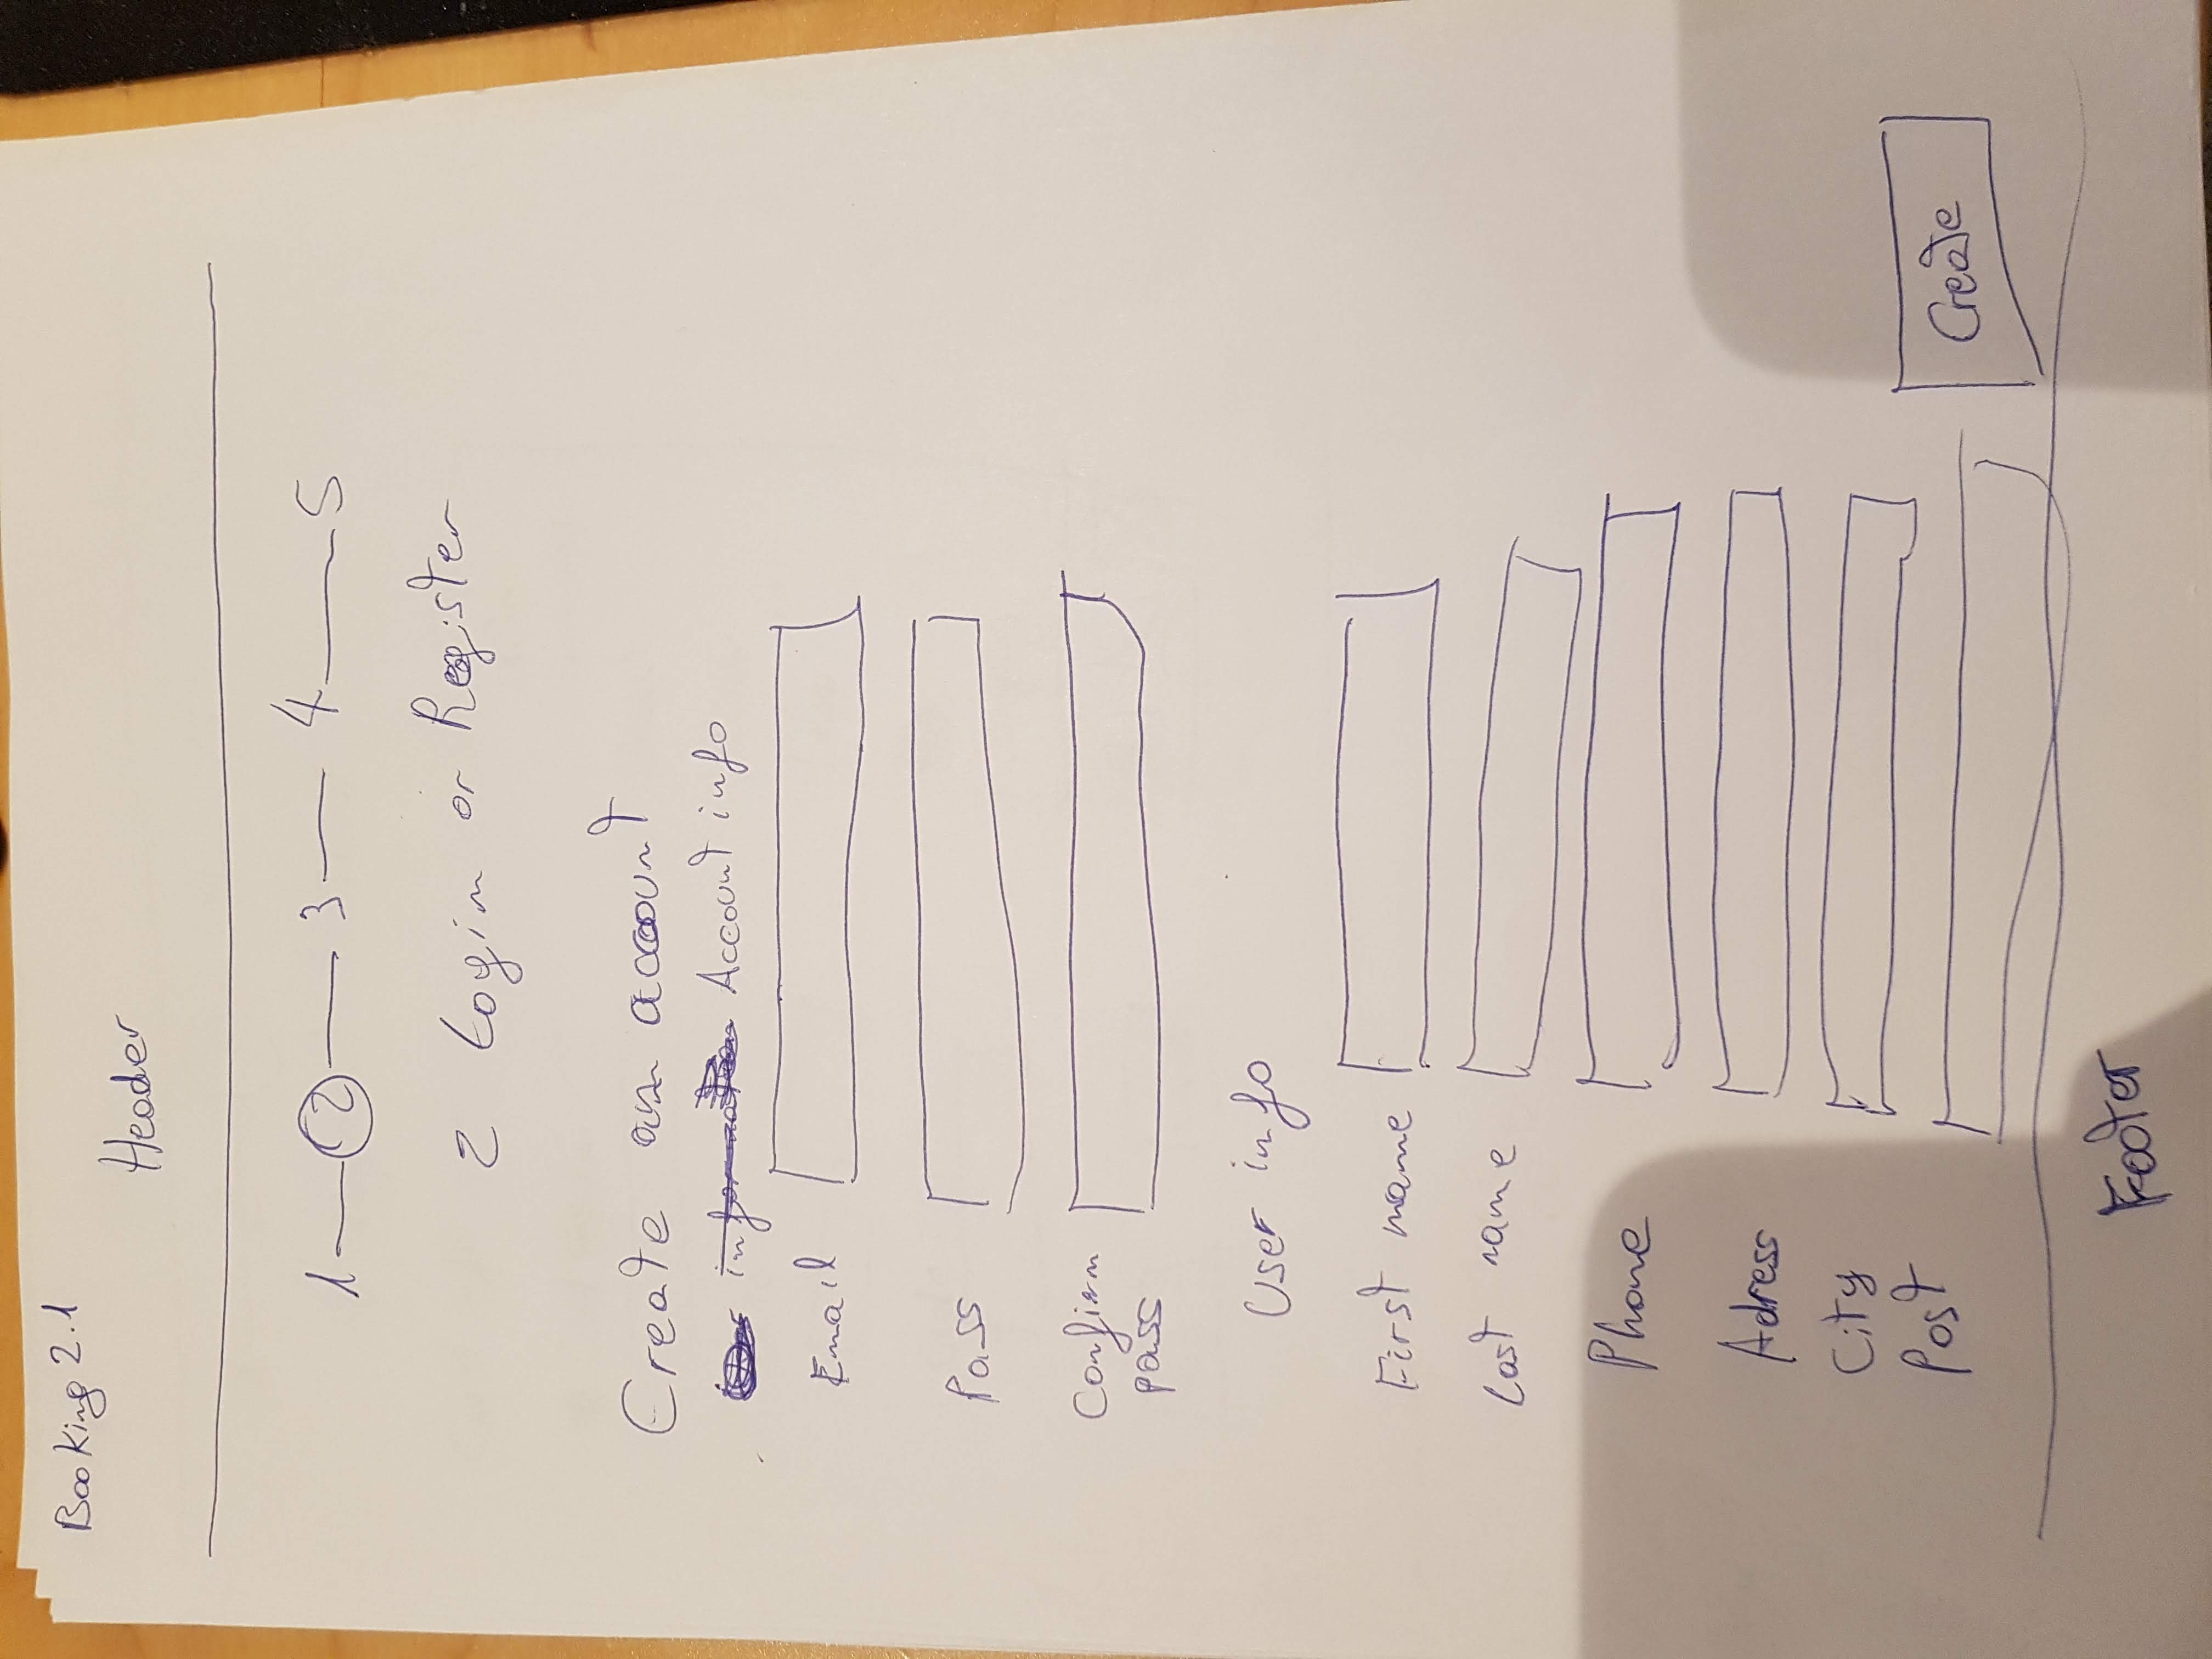 Booking 2.1
Header
1 2 3 4 5
2 Login or Register
Create an account
information Account info
Email
Pass
Confirm
pass
User info
First name
Last name
Phone
Adress
City
Post
Create
Footer